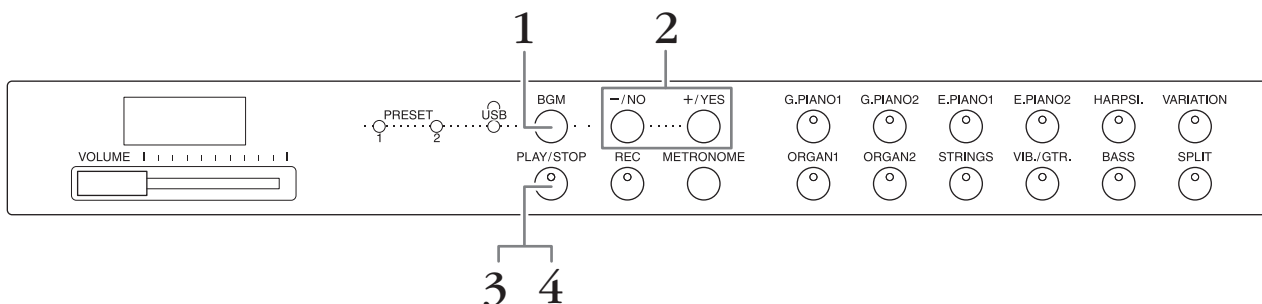 1 2
BGM −/NO +/YES G.PIANO1 G.PIANO2 E.PIANO1 E.PIANO2 HARPSI. VARIATION
PRESET USB
1 2
VOLUME PLAY/STOP REC METRONOME ORGAN1 ORGAN2 STRINGS VIB./GTR. BASS SPLIT
3 4